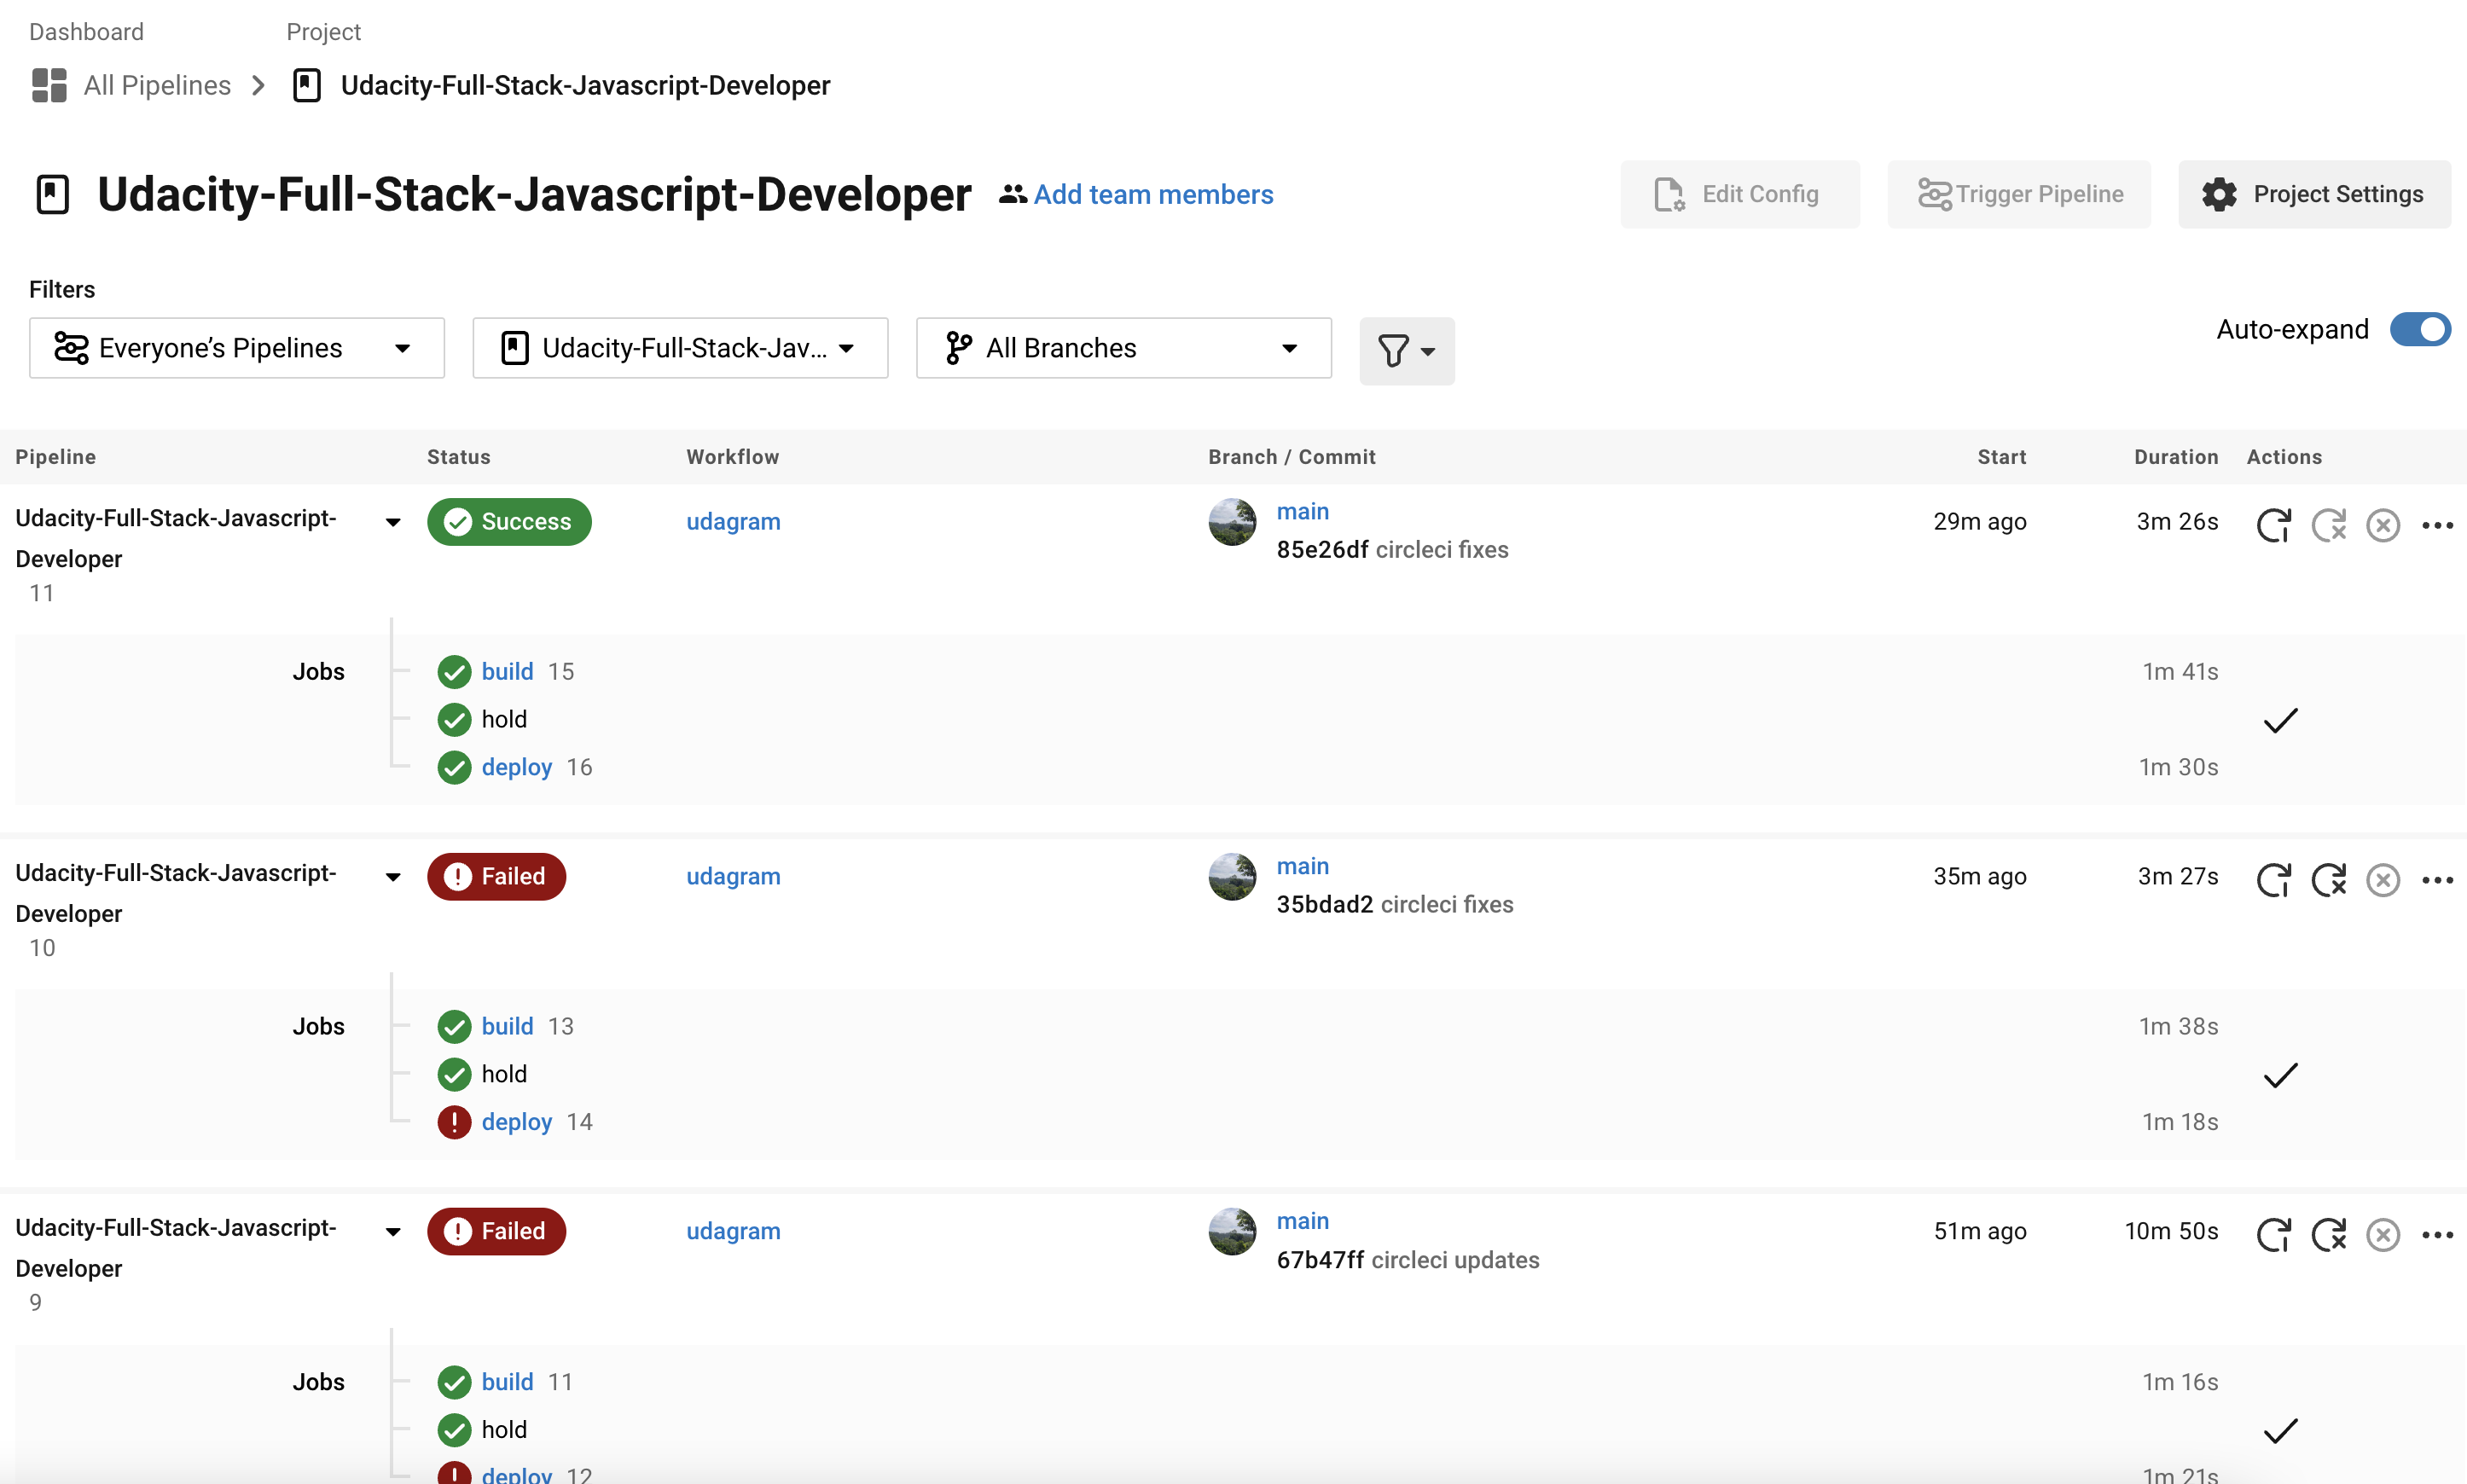 Dashboard
Project
All Pipelines
Udacity-Full-Stack-Javascript-Developer
Udacity-Full-Stack-Javascript-Developer
Add team members
Edit Config
Trigger Pipeline
Project Settings
Filters
Everyone’s Pipelines
Udacity-Full-Stack-Jav...
All Branches
Auto-expand
Pipeline Status Workflow Branch / Commit Start Duration Actions
Udacity-Full-Stack-Javascript-
Developer
11
Success
udagram
main
85e26df circleci fixes
29m ago
3m 26s
Jobs
build 15
1m 41s
hold
deploy 16
1m 30s
Udacity-Full-Stack-Javascript-
Developer
10
Failed
udagram
main
35bdad2 circleci fixes
35m ago
3m 27s
Jobs
build 13
1m 38s
hold
deploy 14
1m 18s
Udacity-Full-Stack-Javascript-
Developer
9
Failed
udagram
main
67b47ff circleci updates
51m ago
10m 50s
Jobs
build 11
1m 16s
hold
deploy 12
1m 21s